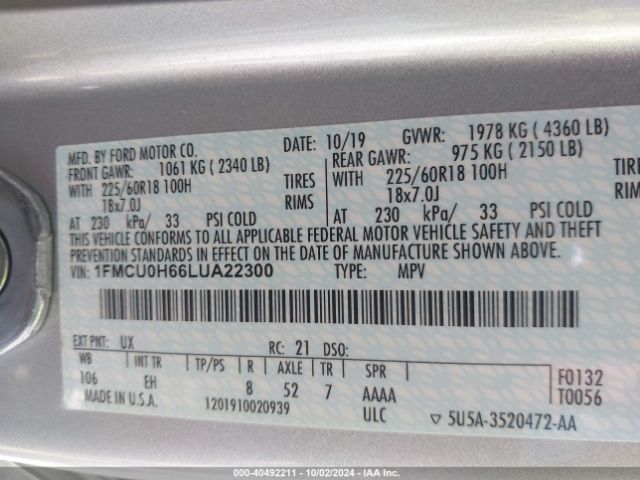 MFD. BY FORD MOTOR CO.
DATE: 10/19 GVWR: 1978 KG ( 4360 LB)
FRONT GAWR: 1061 KG ( 2340 LB) REAR GAWR: 975 KG ( 2150 LB)
WITH 225/60R18 100H TIRES WITH 225/60R18 100H TIRES
18x7.0J RIMS 18x7.0J RIMS
AT 230 kPa/ 33 PSI COLD AT 230 kPa/ 33 PSI COLD
THIS VEHICLE CONFORMS TO ALL APPLICABLE FEDERAL MOTOR VEHICLE SAFETY AND THEFT
PREVENTION STANDARDS IN EFFECT ON THE DATE OF MANUFACTURE SHOWN ABOVE.
VIN: 1FMCU0H66LUA22300 TYPE: MPV
EXT PNT: UX RC: 21 DSO:
WB INT TR TP/PS R AXLE TR SPR
106 EH 8 52 7 AAAA
F0132
T0056
MADE IN U.S.A. 1201910020939 ULC ▽ 5U5A-3520472-AA
000-40492211 - 10/02/2024 - IAA, Inc.